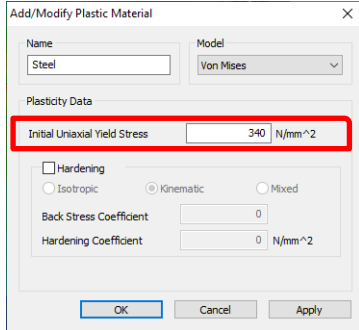 Add/Modify Plastic Material
Name
Model
Steel
Von Mises
Plasticity Data
Initial Uniaxial Yield Stress 340 N/mm^2
Hardening
Isotropic Kinematic Mixed
Back Stress Coefficient 0
Hardening Coefficient 0 N/mm^2
OK Cancel Apply